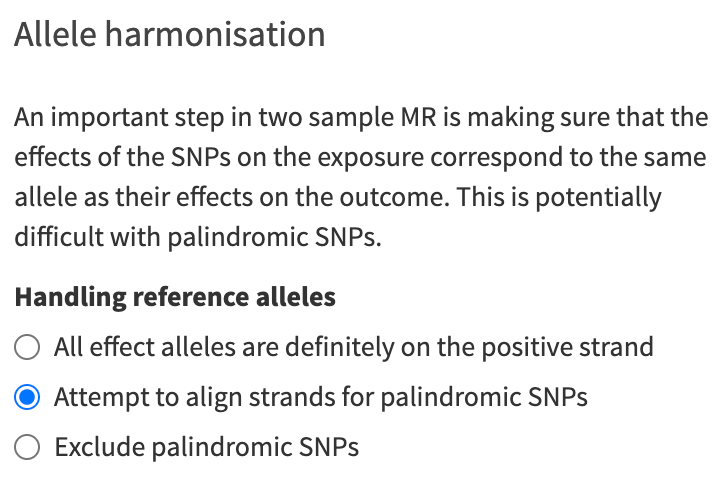 Allele harmonisation
An important step in two sample MR is making sure that the
effects of the SNPs on the exposure correspond to the same
allele as their effects on the outcome. This is potentially
difficult with palindromic SNPs.
Handling reference alleles
All effect alleles are definitely on the positive strand
Attempt to align strands for palindromic SNPs
Exclude palindromic SNPs